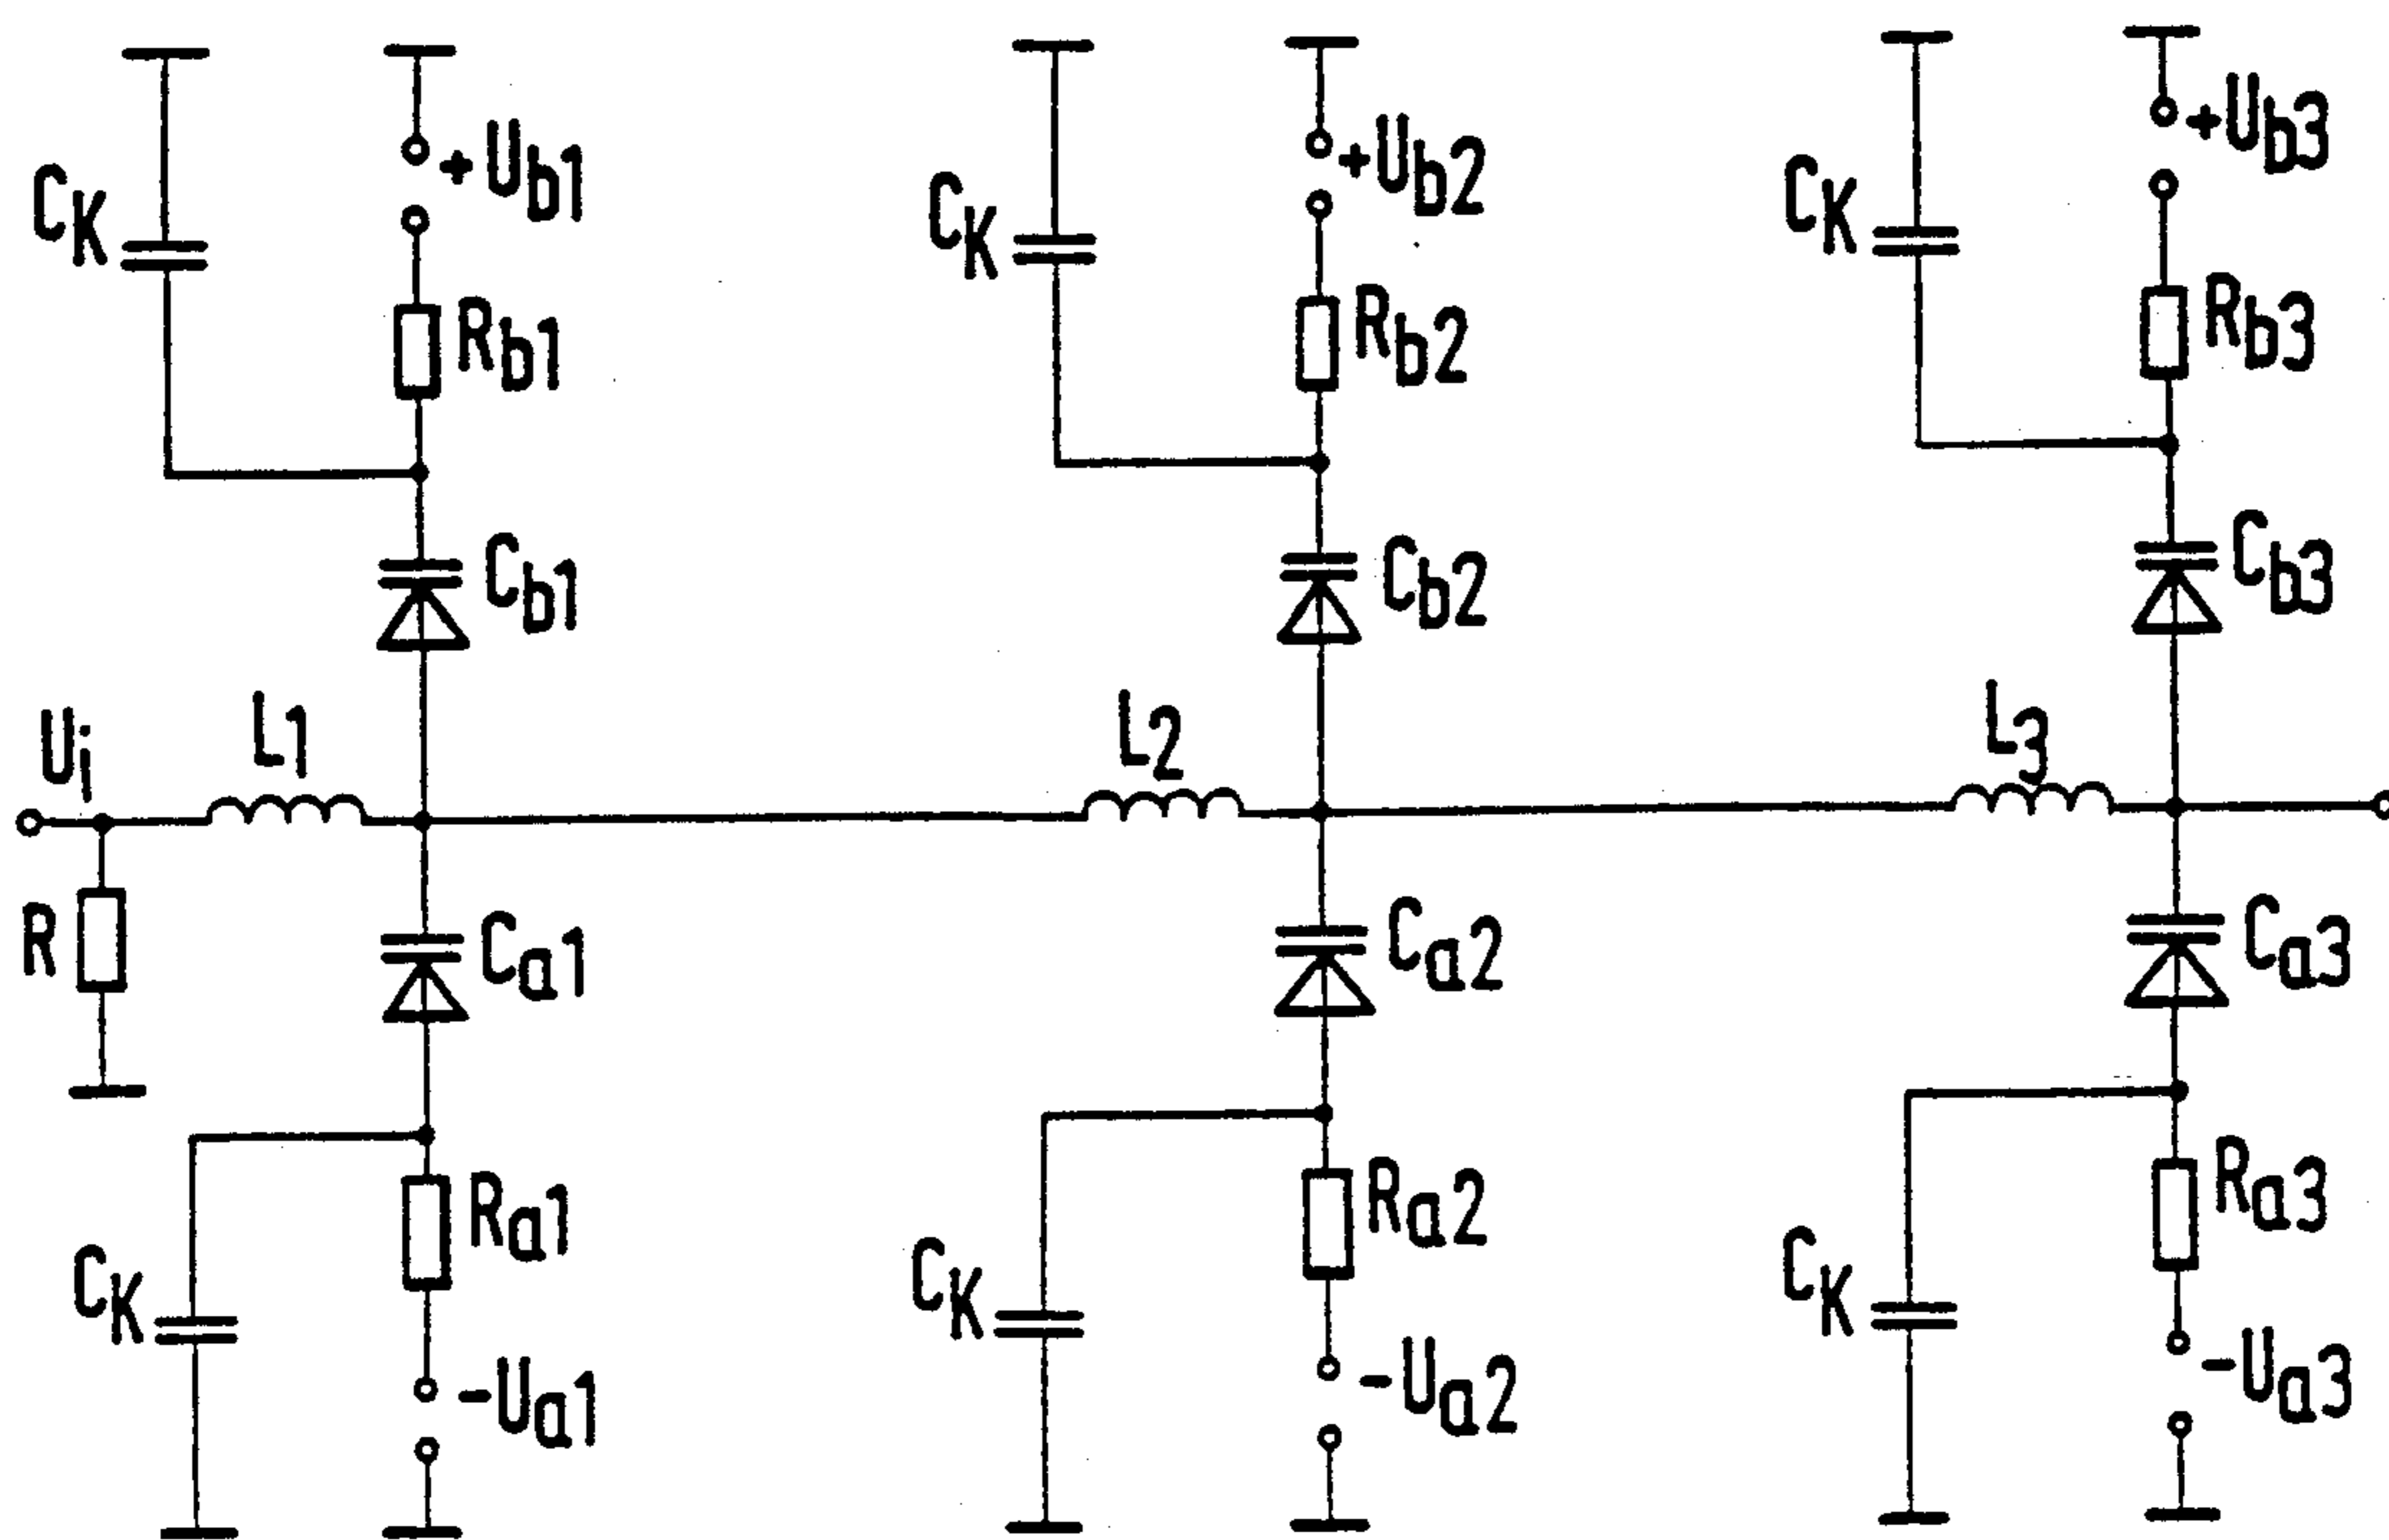 +Ub1
+Ub2
+Ub3
CK
CK
CK
Rb1
Rb2
Rb3
Cb1
Cb2
Cb3
Ui
L1
L2
L3
R
Ca1
Ca2
Ca3
Ra1
Ra2
Ra3
CK
CK
CK
-Ua1
-Ua2
-Ua3